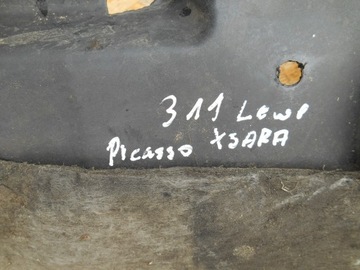 311 Lewe
Picasso XSARA